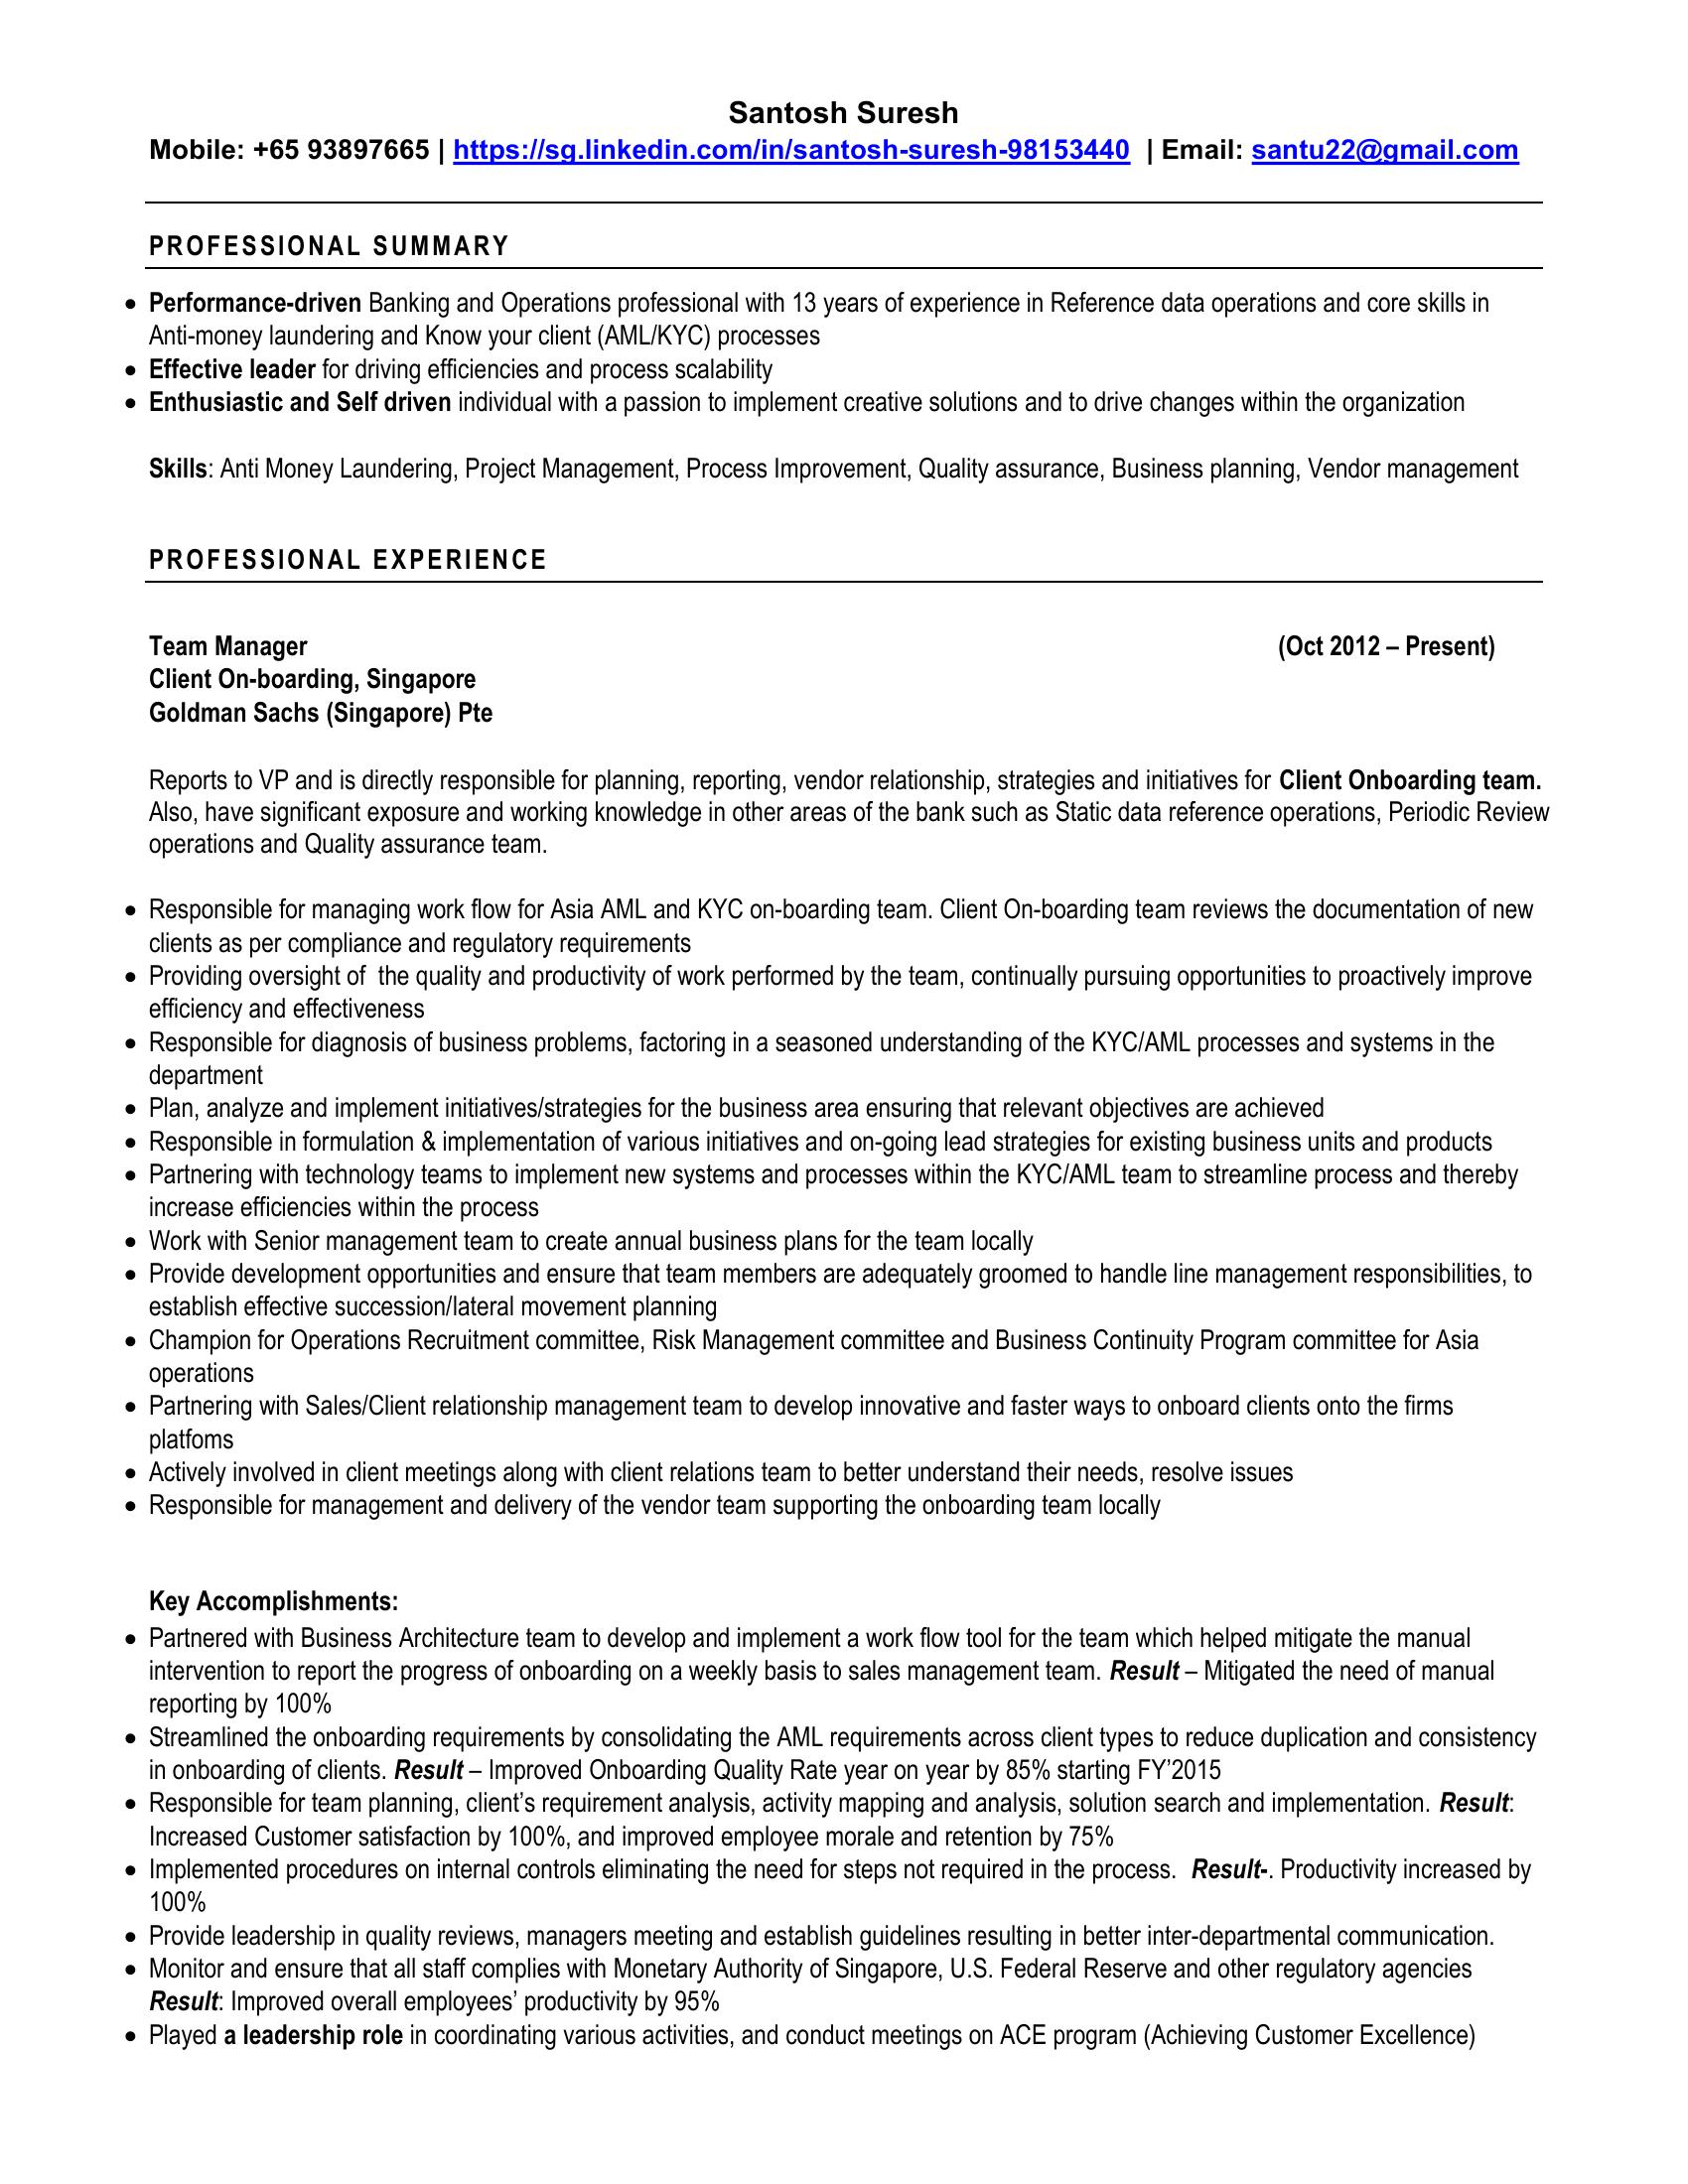 Santosh Suresh
Mobile: +65 93897665 | https://sg.linkedin.com/in/santosh-suresh-98153440 | Email: santu22@gmail.com
PROFESSIONAL SUMMARY
• Performance-driven Banking and Operations professional with 13 years of experience in Reference data operations and core skills in
Anti-money laundering and Know your client (AML/KYC) processes
• Effective leader for driving efficiencies and process scalability
• Enthusiastic and Self driven individual with a passion to implement creative solutions and to drive changes within the organization
Skills: Anti Money Laundering, Project Management, Process Improvement, Quality assurance, Business planning, Vendor management
PROFESSIONAL EXPERIENCE
Team Manager (Oct 2012 – Present)
Client On-boarding, Singapore
Goldman Sachs (Singapore) Pte
Reports to VP and is directly responsible for planning, reporting, vendor relationship, strategies and initiatives for Client Onboarding team.
Also, have significant exposure and working knowledge in other areas of the bank such as Static data reference operations, Periodic Review
operations and Quality assurance team.
• Responsible for managing work flow for Asia AML and KYC on-boarding team. Client On-boarding team reviews the documentation of new
clients as per compliance and regulatory requirements
• Providing oversight of  the quality and productivity of work performed by the team, continually pursuing opportunities to proactively improve
efficiency and effectiveness
• Responsible for diagnosis of business problems, factoring in a seasoned understanding of the KYC/AML processes and systems in the
department
• Plan, analyze and implement initiatives/strategies for the business area ensuring that relevant objectives are achieved
• Responsible in formulation & implementation of various initiatives and on-going lead strategies for existing business units and products
• Partnering with technology teams to implement new systems and processes within the KYC/AML team to streamline process and thereby
increase efficiencies within the process
• Work with Senior management team to create annual business plans for the team locally
• Provide development opportunities and ensure that team members are adequately groomed to handle line management responsibilities, to
establish effective succession/lateral movement planning
• Champion for Operations Recruitment committee, Risk Management committee and Business Continuity Program committee for Asia
operations
• Partnering with Sales/Client relationship management team to develop innovative and faster ways to onboard clients onto the firms
platfoms
• Actively involved in client meetings along with client relations team to better understand their needs, resolve issues
• Responsible for management and delivery of the vendor team supporting the onboarding team locally
Key Accomplishments:
• Partnered with Business Architecture team to develop and implement a work flow tool for the team which helped mitigate the manual
intervention to report the progress of onboarding on a weekly basis to sales management team. Result – Mitigated the need of manual
reporting by 100%
• Streamlined the onboarding requirements by consolidating the AML requirements across client types to reduce duplication and consistency
in onboarding of clients. Result – Improved Onboarding Quality Rate year on year by 85% starting FY’2015
• Responsible for team planning, client’s requirement analysis, activity mapping and analysis, solution search and implementation. Result:
Increased Customer satisfaction by 100%, and improved employee morale and retention by 75%
• Implemented procedures on internal controls eliminating the need for steps not required in the process.  Result-. Productivity increased by
100%
• Provide leadership in quality reviews, managers meeting and establish guidelines resulting in better inter-departmental communication.
• Monitor and ensure that all staff complies with Monetary Authority of Singapore, U.S. Federal Reserve and other regulatory agencies
Result: Improved overall employees’ productivity by 95%
• Played a leadership role in coordinating various activities, and conduct meetings on ACE program (Achieving Customer Excellence)